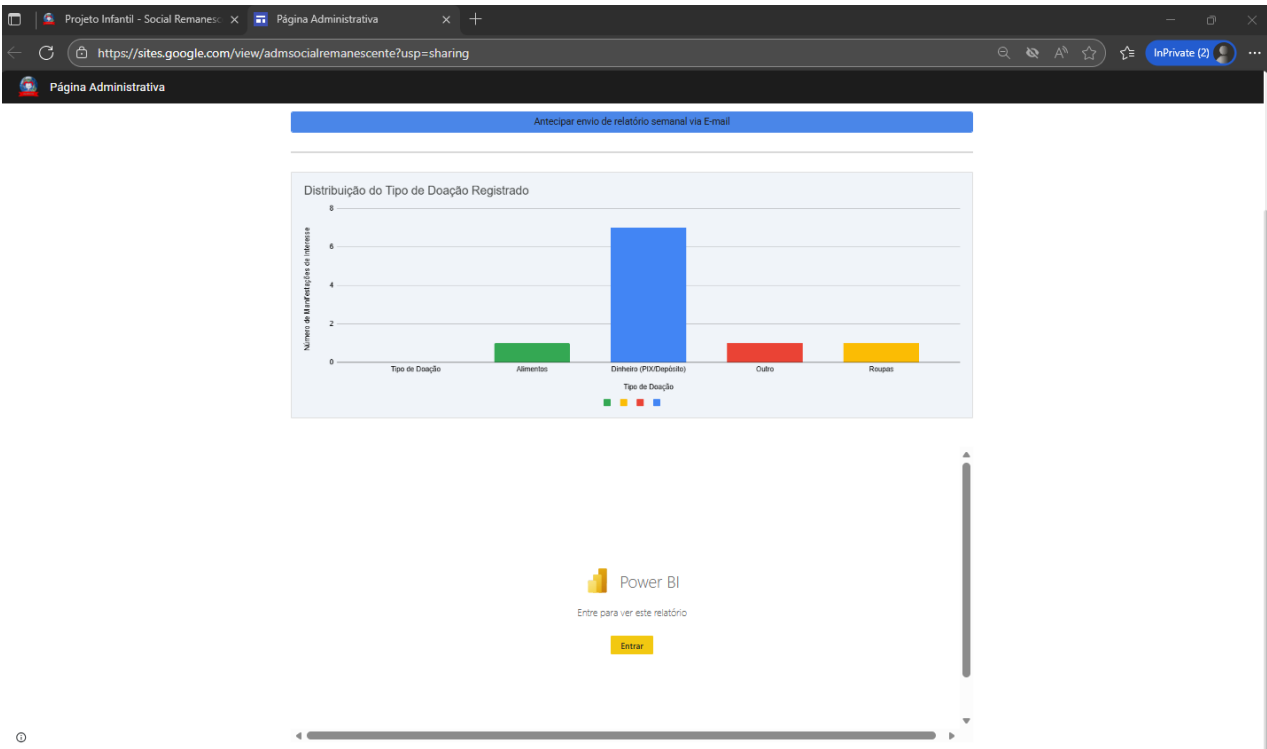 Projeto Infantil - Social Remanesc
Página Administrativa
https://sites.google.com/view/admsocialremanescente?usp=sharing
InPrivate (2)
Página Administrativa
Antecipar envio de relatório semanal via E-mail
Distribuição do Tipo de Doação Registrado
Número de Manifestações de Interesse
8
6
4
2
0
Tipo de Doação Alimentos Dinheiro (PIX/Depósito) Outro Roupas
Tipo de Doação
Power BI
Entre para ver este relatório
Entrar